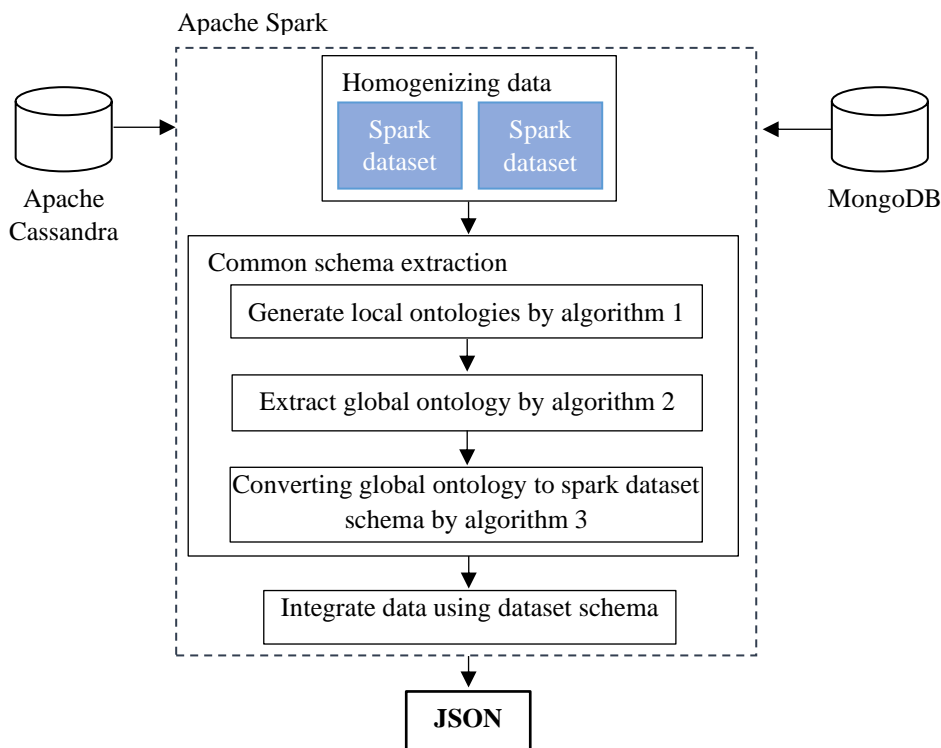 Apache Spark
Homogenizing data
Spark
dataset
Spark
dataset
Apache
Cassandra
MongoDB
Common schema extraction
Generate local ontologies by algorithm 1
Extract global ontology by algorithm 2
Converting global ontology to spark dataset
schema by algorithm 3
Integrate data using dataset schema
JSON